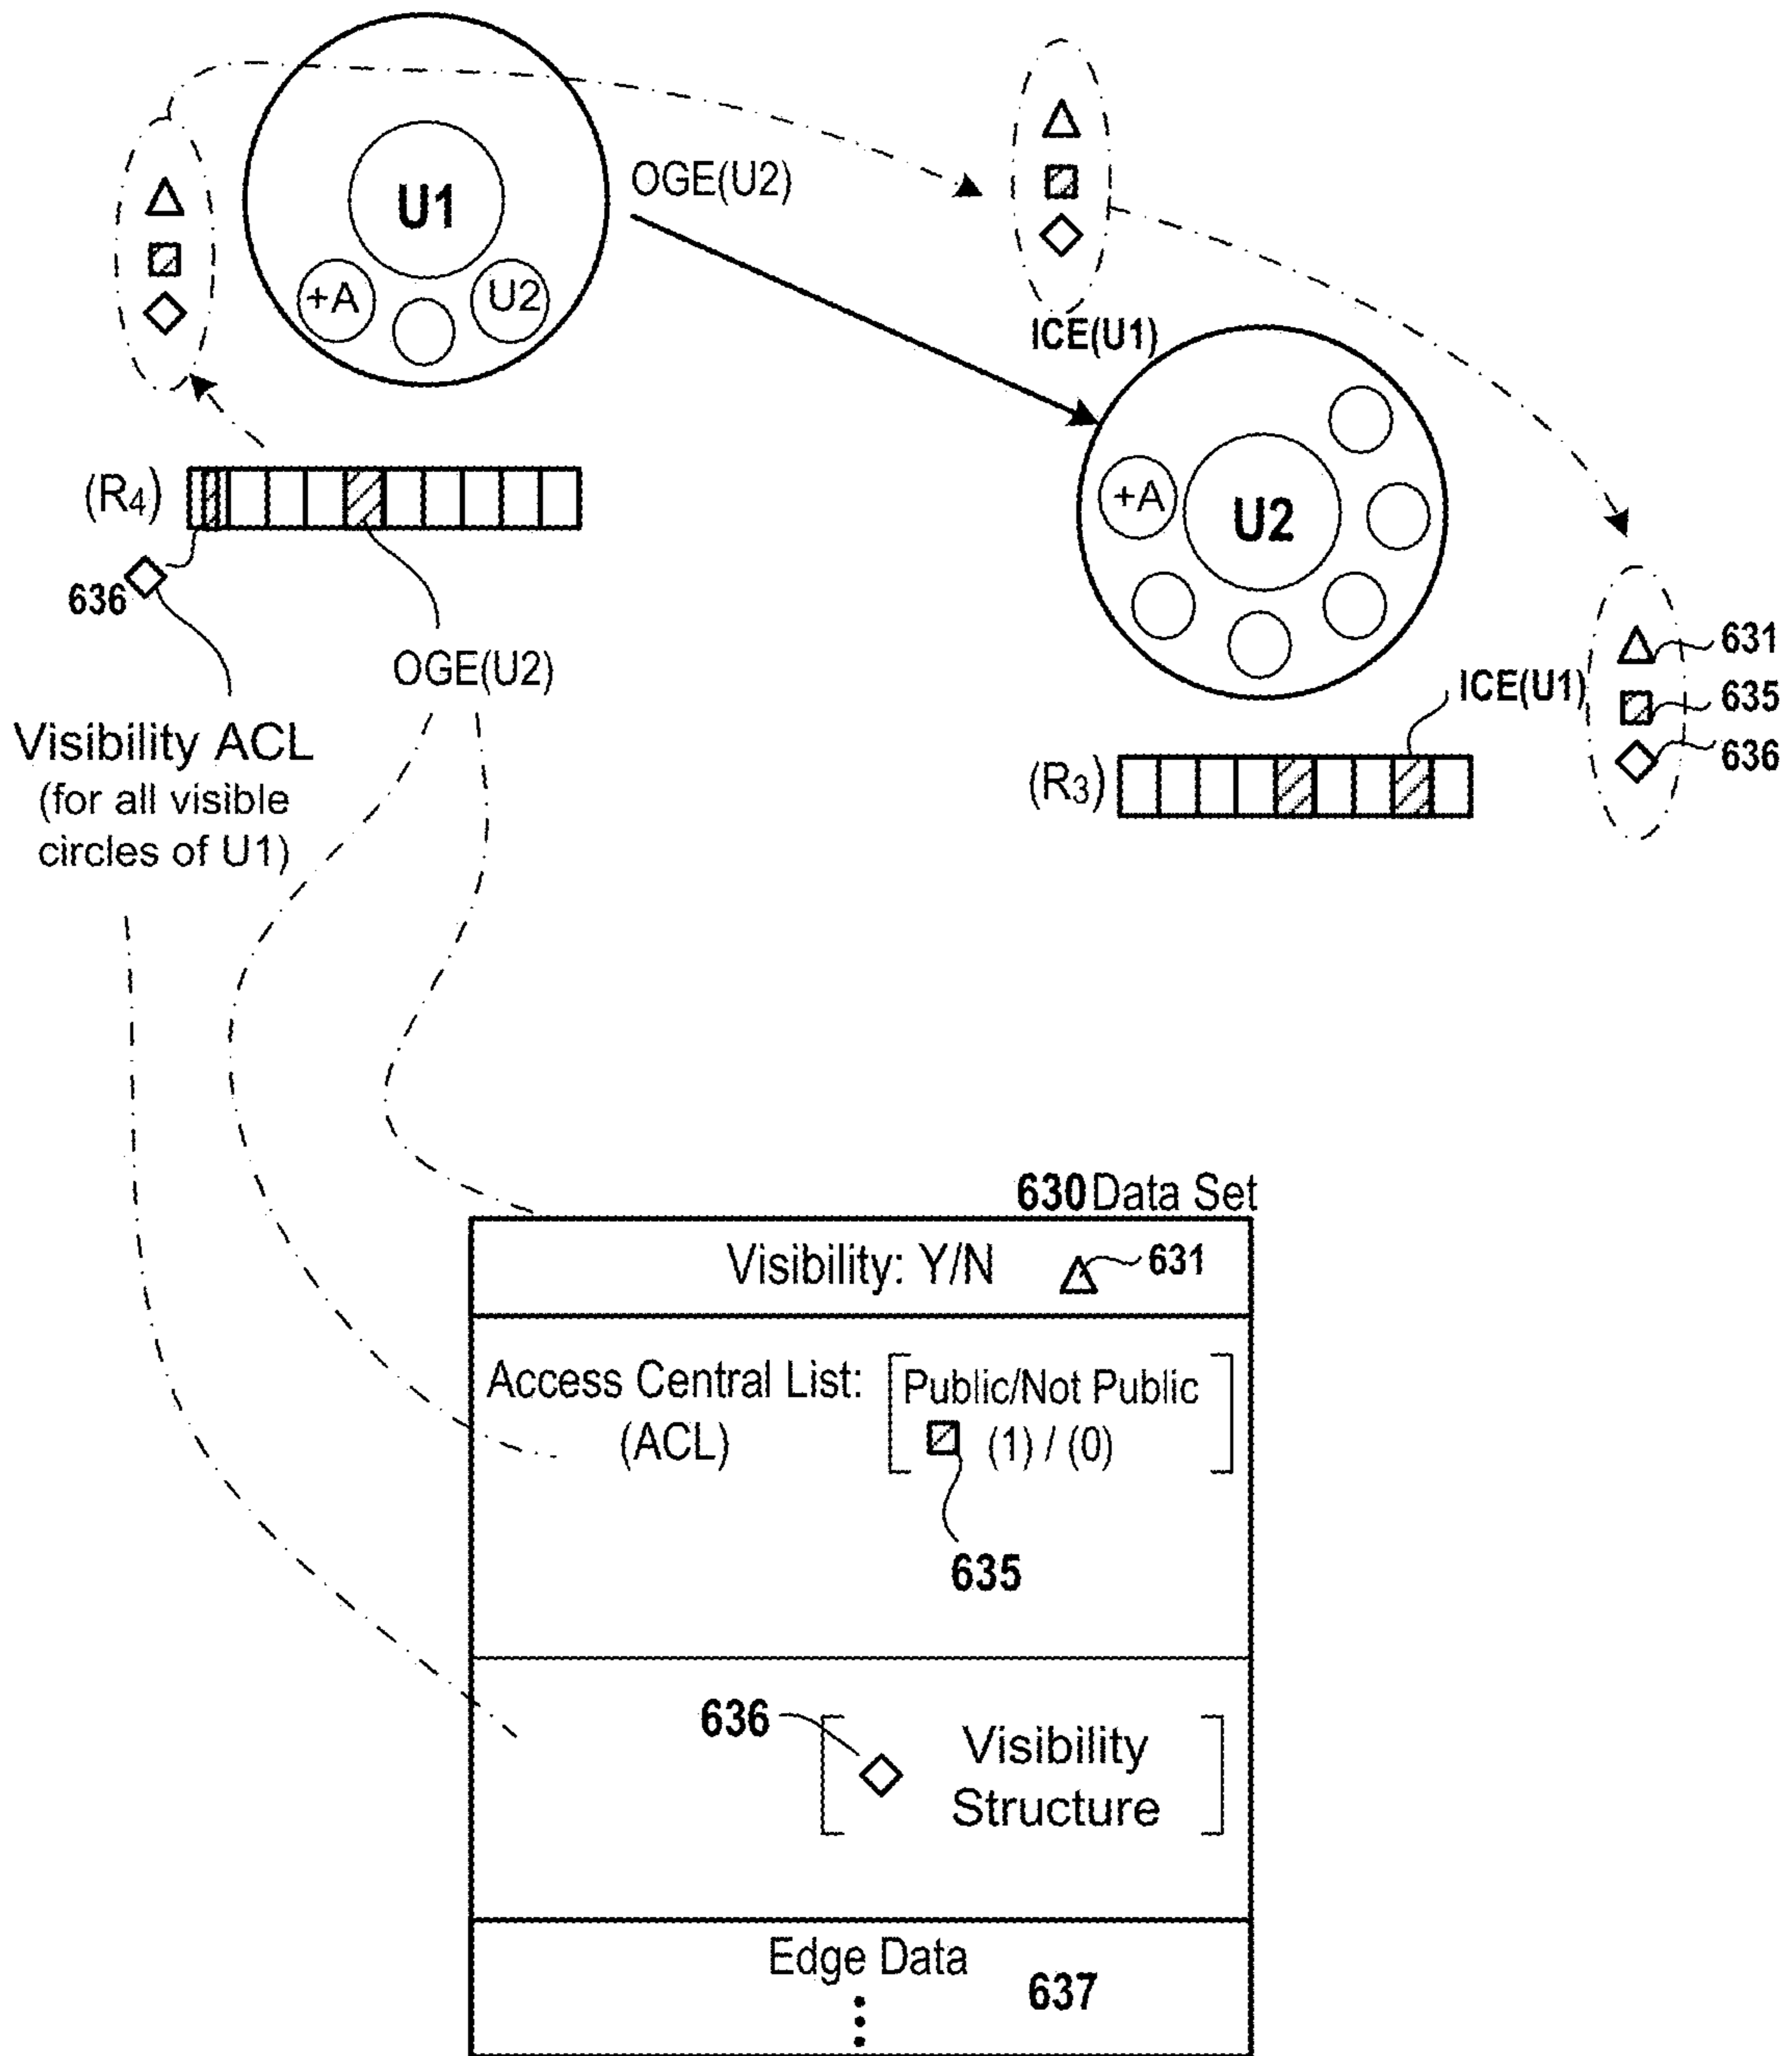 U1
OGE(U2)
+A
U2
ICE(U1)
(R4)
+A
U2
636
OGE(U2)
631
ICE(U1)
635
Visibility ACL
636
(for all visible
(R3)
circles of U1)
630 Data Set
Visibility: Y/N
631
Access Central List:
Public/Not Public
(ACL)
(1) / (0)
635
636
Visibility
Structure
Edge Data
637